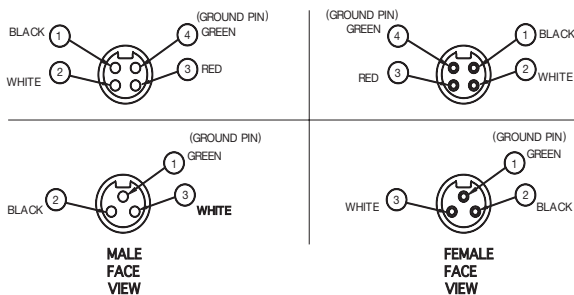 (GROUND PIN)
BLACK 1 4 GREEN
WHITE 2 3 RED
(GROUND PIN)
GREEN 4 1 BLACK
RED 3 2 WHITE
(GROUND PIN)
1 GREEN
BLACK 2 3 WHITE
MALE
FACE
VIEW
(GROUND PIN)
1 GREEN
WHITE 3 2 BLACK
FEMALE
FACE
VIEW